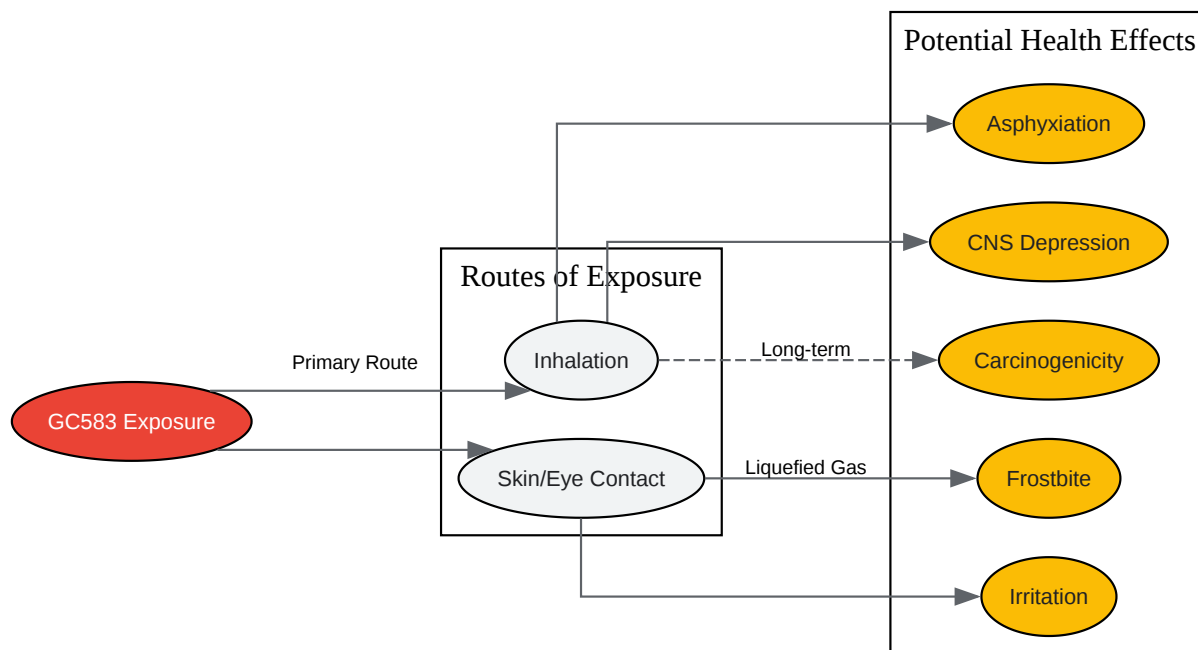 Potential Health Effects
Asphyxiation
CNS Depression
Routes of Exposure
Inhalation
Long-term
Carcinogenicity
Primary Route
GC583 Exposure
Skin/Eye Contact
Liquefied Gas
Frostbite
Irritation